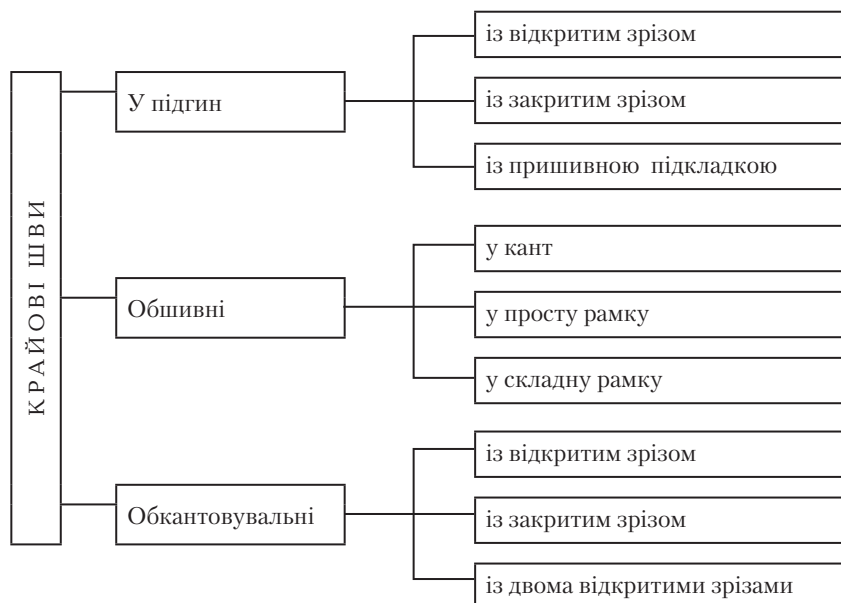 КРАЙОВІ ШВИ
У підгин
із відкритим зрізом
із закритим зрізом
із пришивною підкладкою
Обшивні
у кант
у просту рамку
у складну рамку
Обкантовувальні
із відкритим зрізом
із закритим зрізом
із двома відкритими зрізами